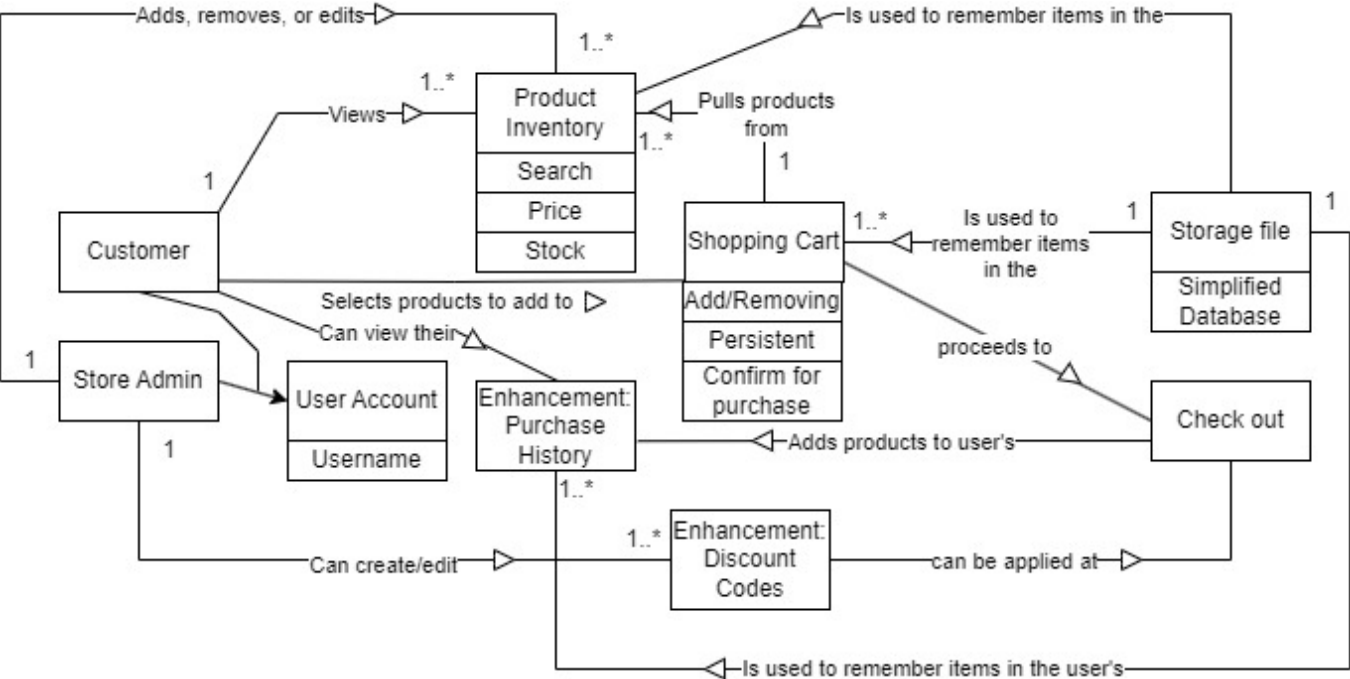 Adds, removes, or edits
Is used to remember items in the
1..*
1..*
Product
Inventory
Views
Pulls products
from
1..*
1
Search
1
Price
Stock
Customer
Shopping Cart
1..*
Is used to
remember items
in the
1
Storage file
1
Simplified
Database
Selects products to add to
Add/Removing
Can view their
Persistent
proceeds to
1
Store Admin
Confirm for
purchase
User Account
Username
Enhancement:
Purchase
History
Check out
Adds products to user's
1
1..*
1..*
Enhancement:
Discount
Codes
Can create/edit
can be applied at
Is used to remember items in the user's